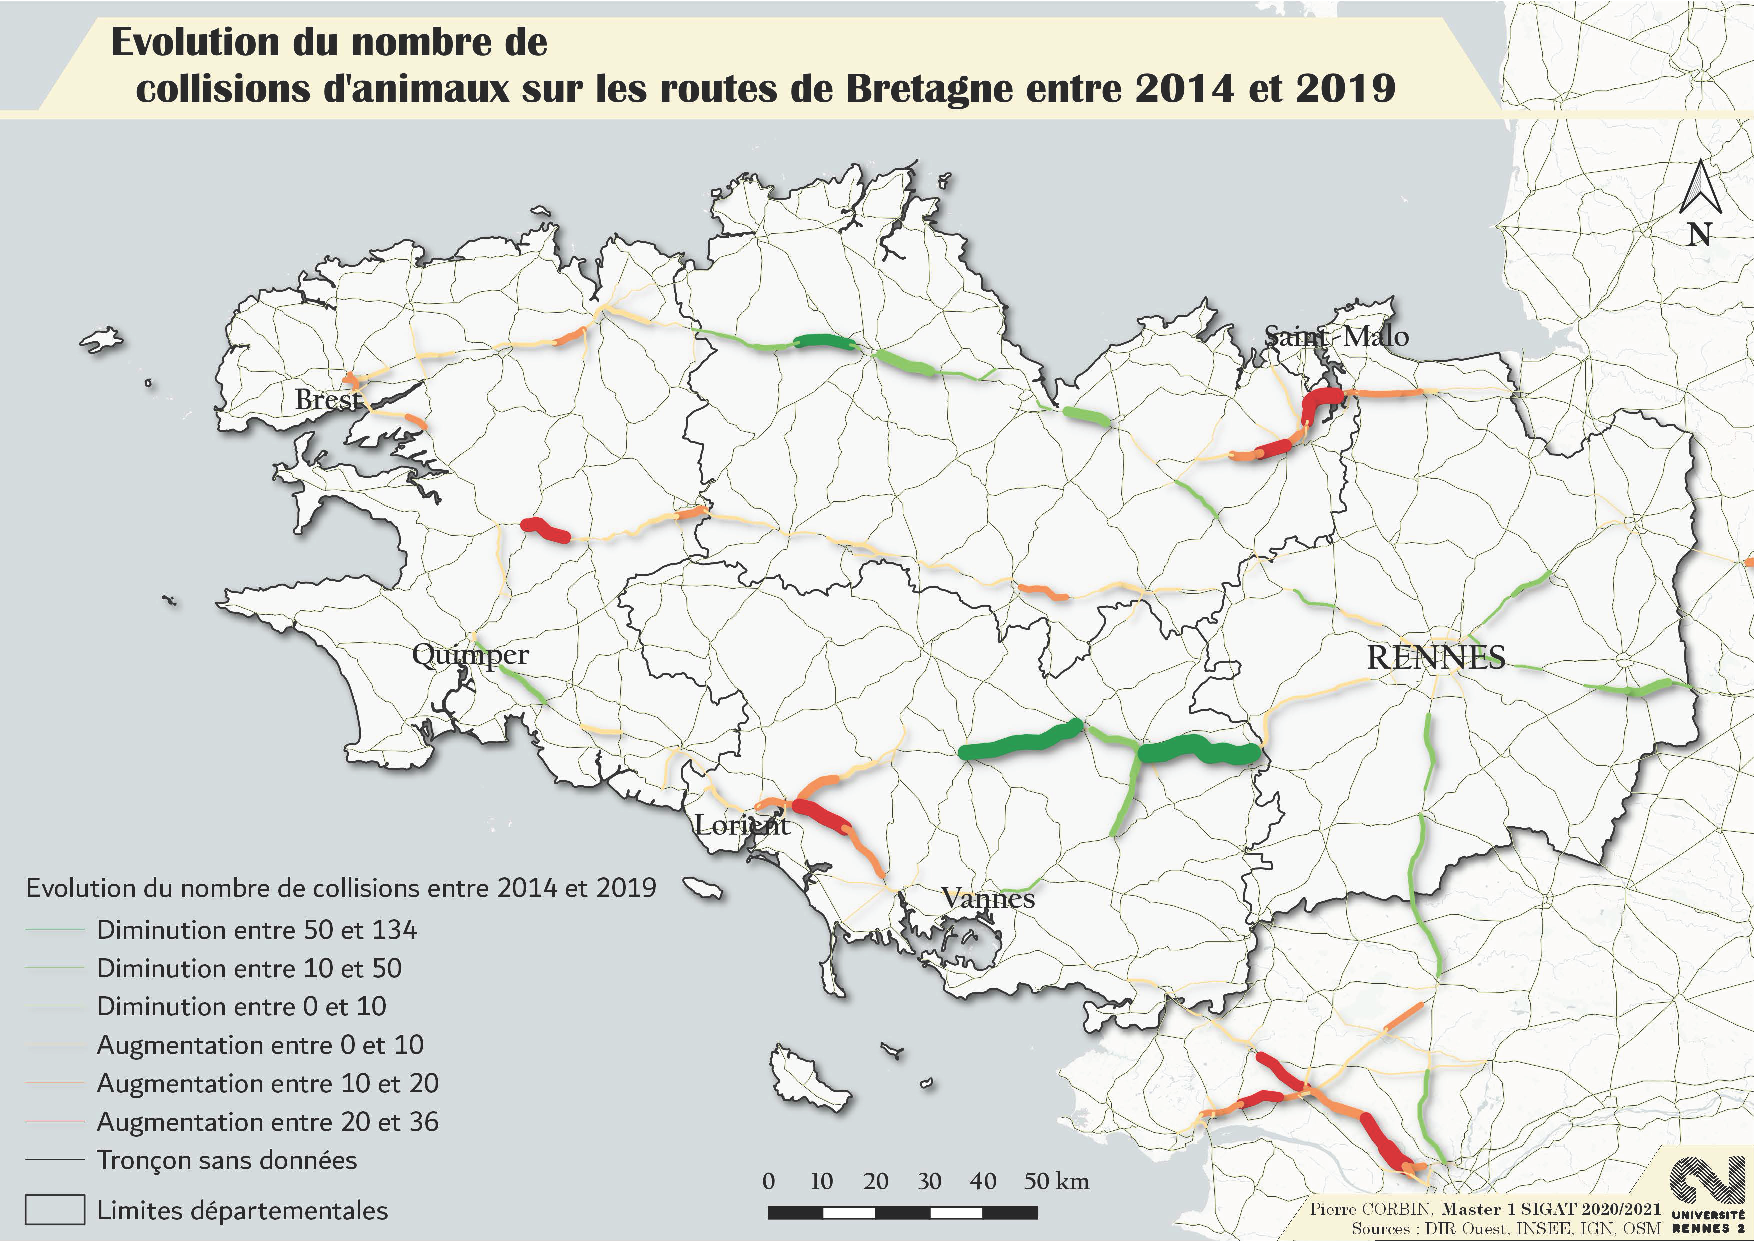 Evolution du nombre de
collisions d'animaux sur les routes de Bretagne entre 2014 et 2019
N
Saint-Malo
Brest
Quimper
RENNES
Lorient
Vannes
Evolution du nombre de collisions entre 2014 et 2019
Diminution entre 50 et 134
Diminution entre 10 et 50
Diminution entre 0 et 10
Augmentation entre 0 et 10
Augmentation entre 10 et 20
Augmentation entre 20 et 36
Tronçon sans données
Limites départementales
0 10 20 30 40 50 km
Pierre CORBIN, Master 1 SIGAT 2020/2021
Sources : DIR Ouest, INSEE, IGN, OSM
UNIVERSITÉ
RENNES 2